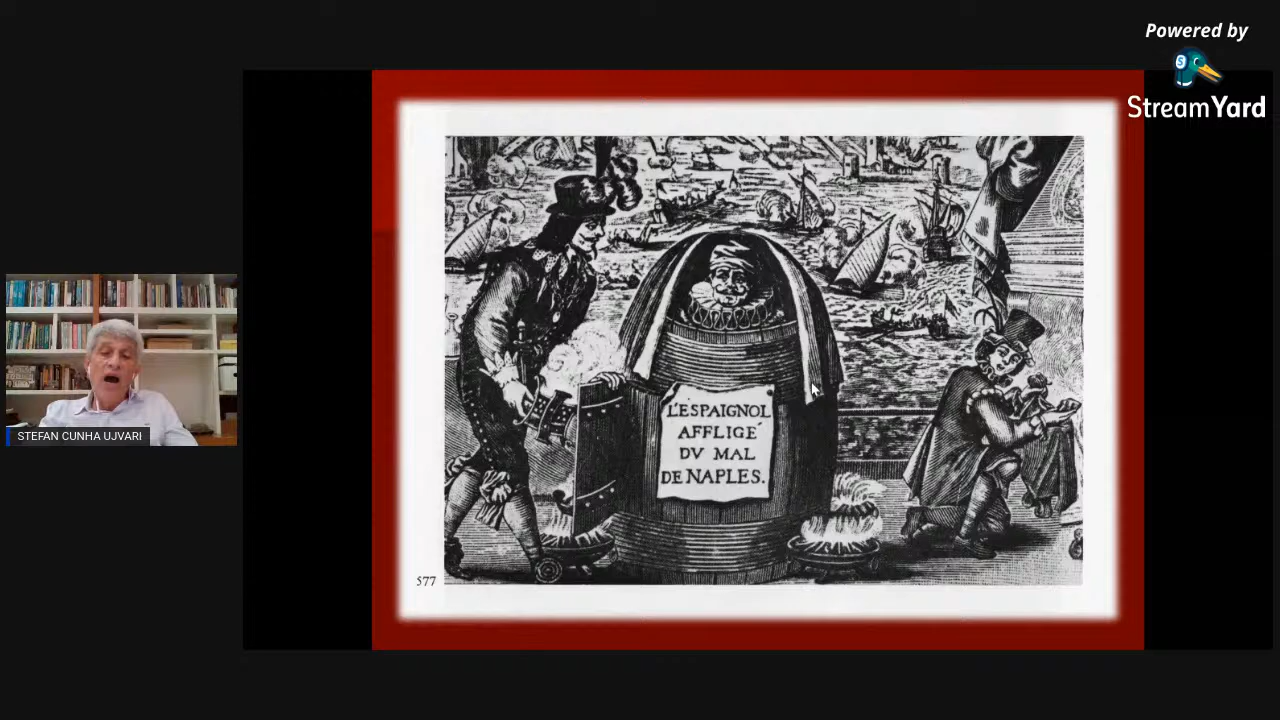 Powered by
StreamYard
L'ESPAIGNOL
AFFLIGÉ
DV MAL
DE NAPLES.
577
STEFAN CUNHA UJVARI